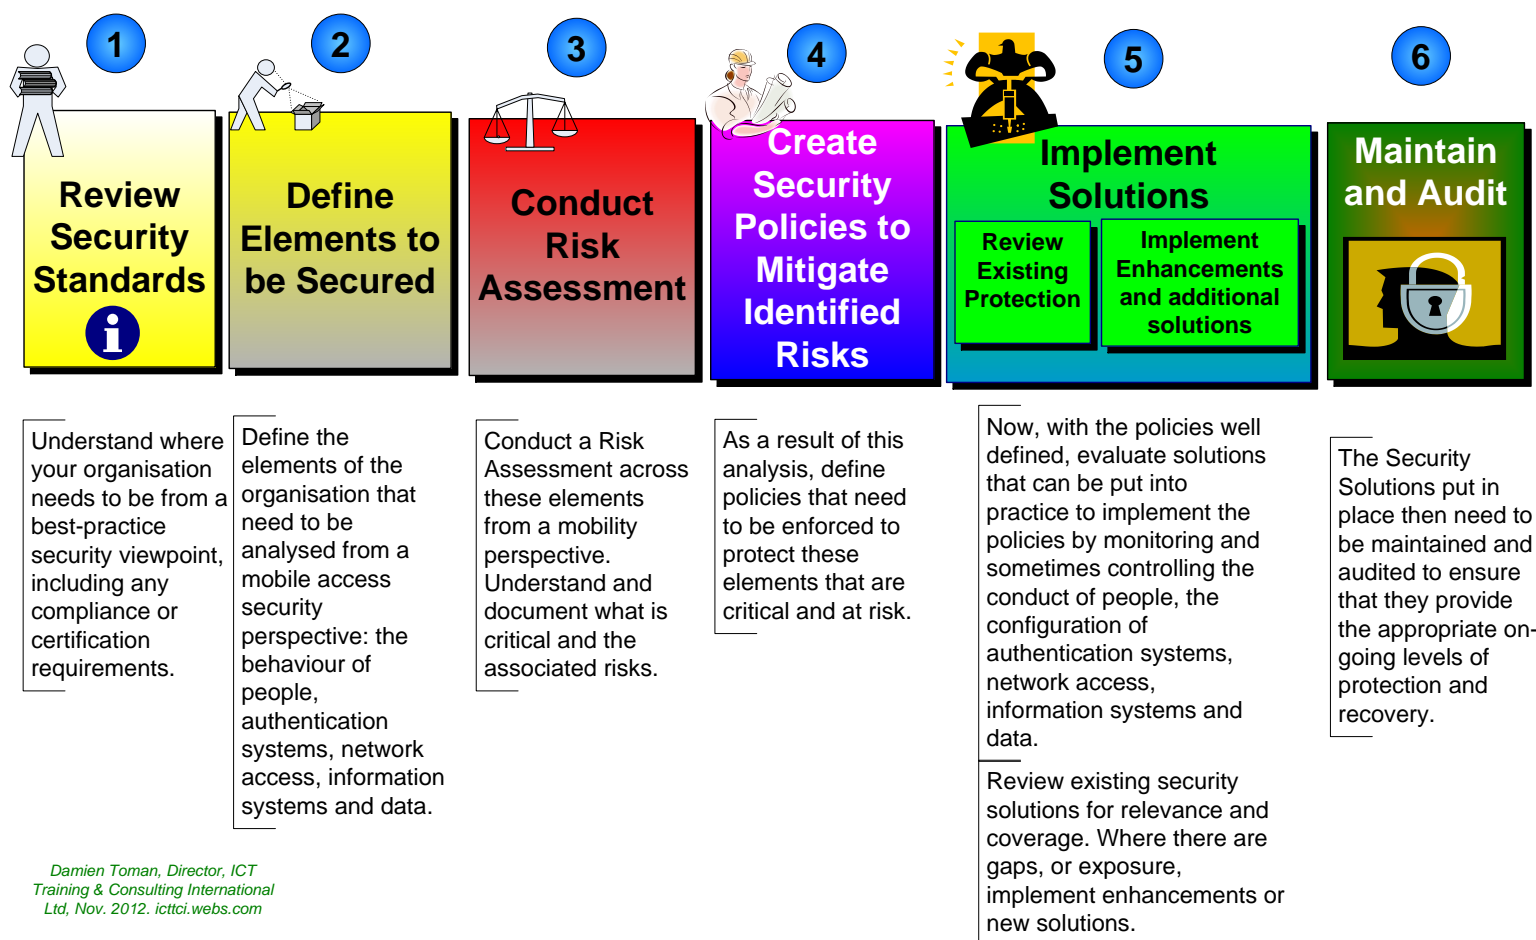 1
Review
Security
Standards
i
Understand where
your organisation
needs to be from a
best-practice
security viewpoint,
including any
compliance or
certification
requirements.
2
Define
Elements to
be Secured
Define the
elements of the
organisation that
need to be
analysed from a
mobile access
security
perspective: the
behaviour of
people,
authentication
systems, network
access, information
systems and data.
3
Conduct
Risk
Assessment
Conduct a Risk
Assessment across
these elements
from a mobility
perspective.
Understand and
document what is
critical and the
associated risks.
4
Create
Security
Policies to
Mitigate
Identified
Risks
As a result of this
analysis, define
policies that need
to be enforced to
protect these
elements that are
critical and at risk.
5
Implement
Solutions
Review
Existing
Protection
Implement
Enhancements
and additional
solutions
Now, with the policies well
defined, evaluate solutions
that can be put into
practice to implement the
policies by monitoring and
sometimes controlling the
conduct of people, the
configuration of
authentication systems,
network access,
information systems and
data.
Review existing security
solutions for relevance and
coverage. Where there are
gaps, or exposure,
implement enhancements or
new solutions.
6
Maintain
and Audit
The Security
Solutions put in
place then need to
be maintained and
audited to ensure
that they provide
the appropriate on-
going levels of
protection and
recovery.
Damien Toman, Director, ICT
Training & Consulting International
Ltd, Nov. 2012. icttci.webs.com